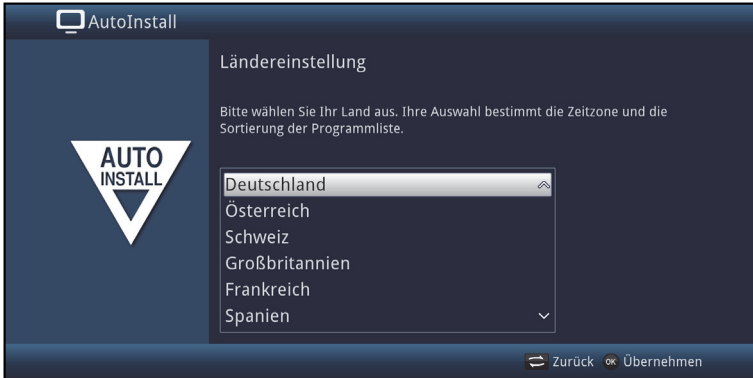 AutoInstall
Ländereinstellung
Bitte wählen Sie Ihr Land aus. Ihre Auswahl bestimmt die Zeitzone und die
Sortierung der Programmliste.
AUTO
INSTALL
Deutschland
Österreich
Schweiz
Großbritannien
Frankreich
Spanien
Zurück OK Übernehmen